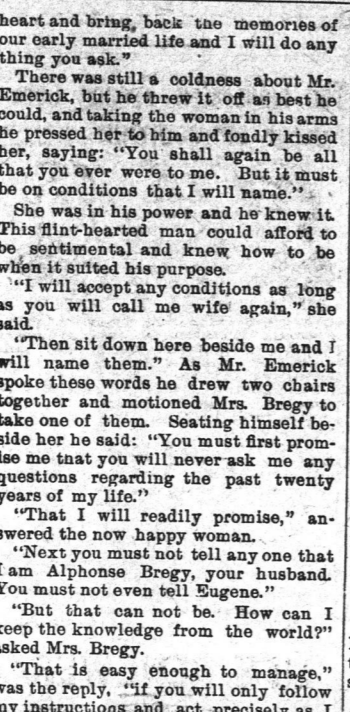 heart and bring back the memories of
our early married life and I will do any
thing you ask."
There was still a coldness about Mr.
Emerick, but he threw it off as best he
could, and taking the woman in his arms
he pressed her to him and fondly kissed
her, saying: "You shall again be all
that you ever were to me. But it must
be on conditions that I will name."
She was in his power and he knew it.
This flint-hearted man could afford to
be sentimental and knew how to be
when it suited his purpose.
"I will accept any conditions as long
as you will call me wife again," she
said.
"Then sit down here beside me and I
will name them." As Mr. Emerick
spoke these words he drew two chairs
together and motioned Mrs. Bregy to
take one of them. Seating himself be-
side her he said: "You must first prom-
ise me that you will never ask me any
questions regarding the past twenty
years of my life."
"That I will readily promise," an-
swered the now happy woman.
"Next you must not tell any one that
I am Alphonse Bregy, your husband.
You must not even tell Eugene."
"But that can not be. How can I
keep the knowledge from the world?"
asked Mrs. Bregy.
"That is easy enough to manage,"
was the reply, "if you will only follow
my instructions and act precisely as I